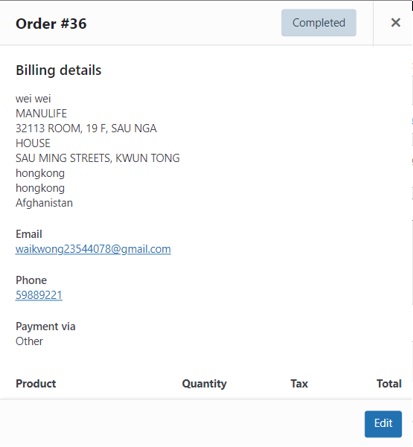 Order #36
Completed
×
Billing details
wei wei
MANULIFE
32113 ROOM, 19 F, SAU NGA
HOUSE
SAU MING STREETS, KWUN TONG
hongkong
hongkong
Afghanistan
Email
waikwong23544078@gmail.com
Phone
59889221
Payment via
Other
Product Quantity Tax Total
Edit